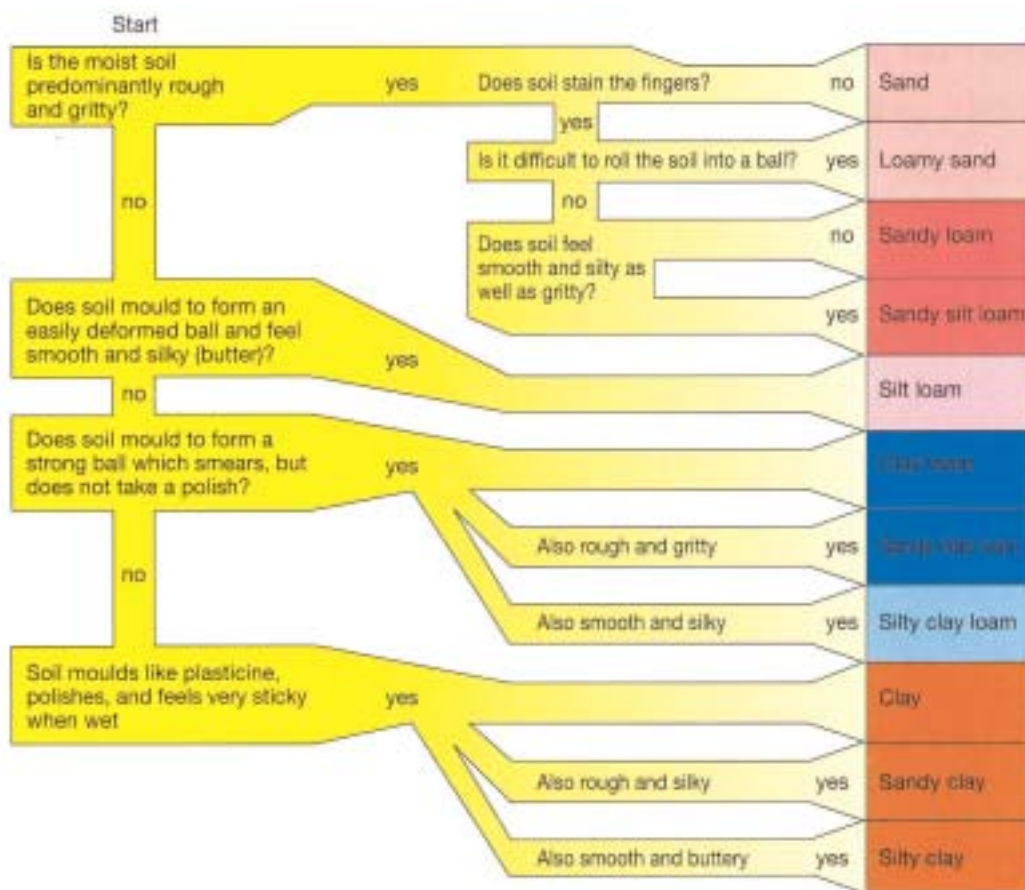 Start
Is the moist soil
predominantly rough
and gritty?
yes
Does soil stain the fingers?
no
Sand
yes
Is it difficult to roll the soil into a ball?
yes
Loamy sand
no
no
Does soil feel
smooth and silty as
well as gritty?
no
Sandy loam
yes
Sandy silt loam
Does soil mould to form an
easily deformed ball and feel
smooth and silky (butter)?
yes
Silt loam
no
Does soil mould to form a
strong ball which smears, but
does not take a polish?
yes
Clay loam
Also rough and gritty
yes
Sandy clay loam
no
Also smooth and silky
yes
Silty clay loam
Soil moulds like plasticine,
polishes, and feels very sticky
when wet
yes
Clay
Also rough and silky
yes
Sandy clay
Also smooth and buttery
yes
Silty clay